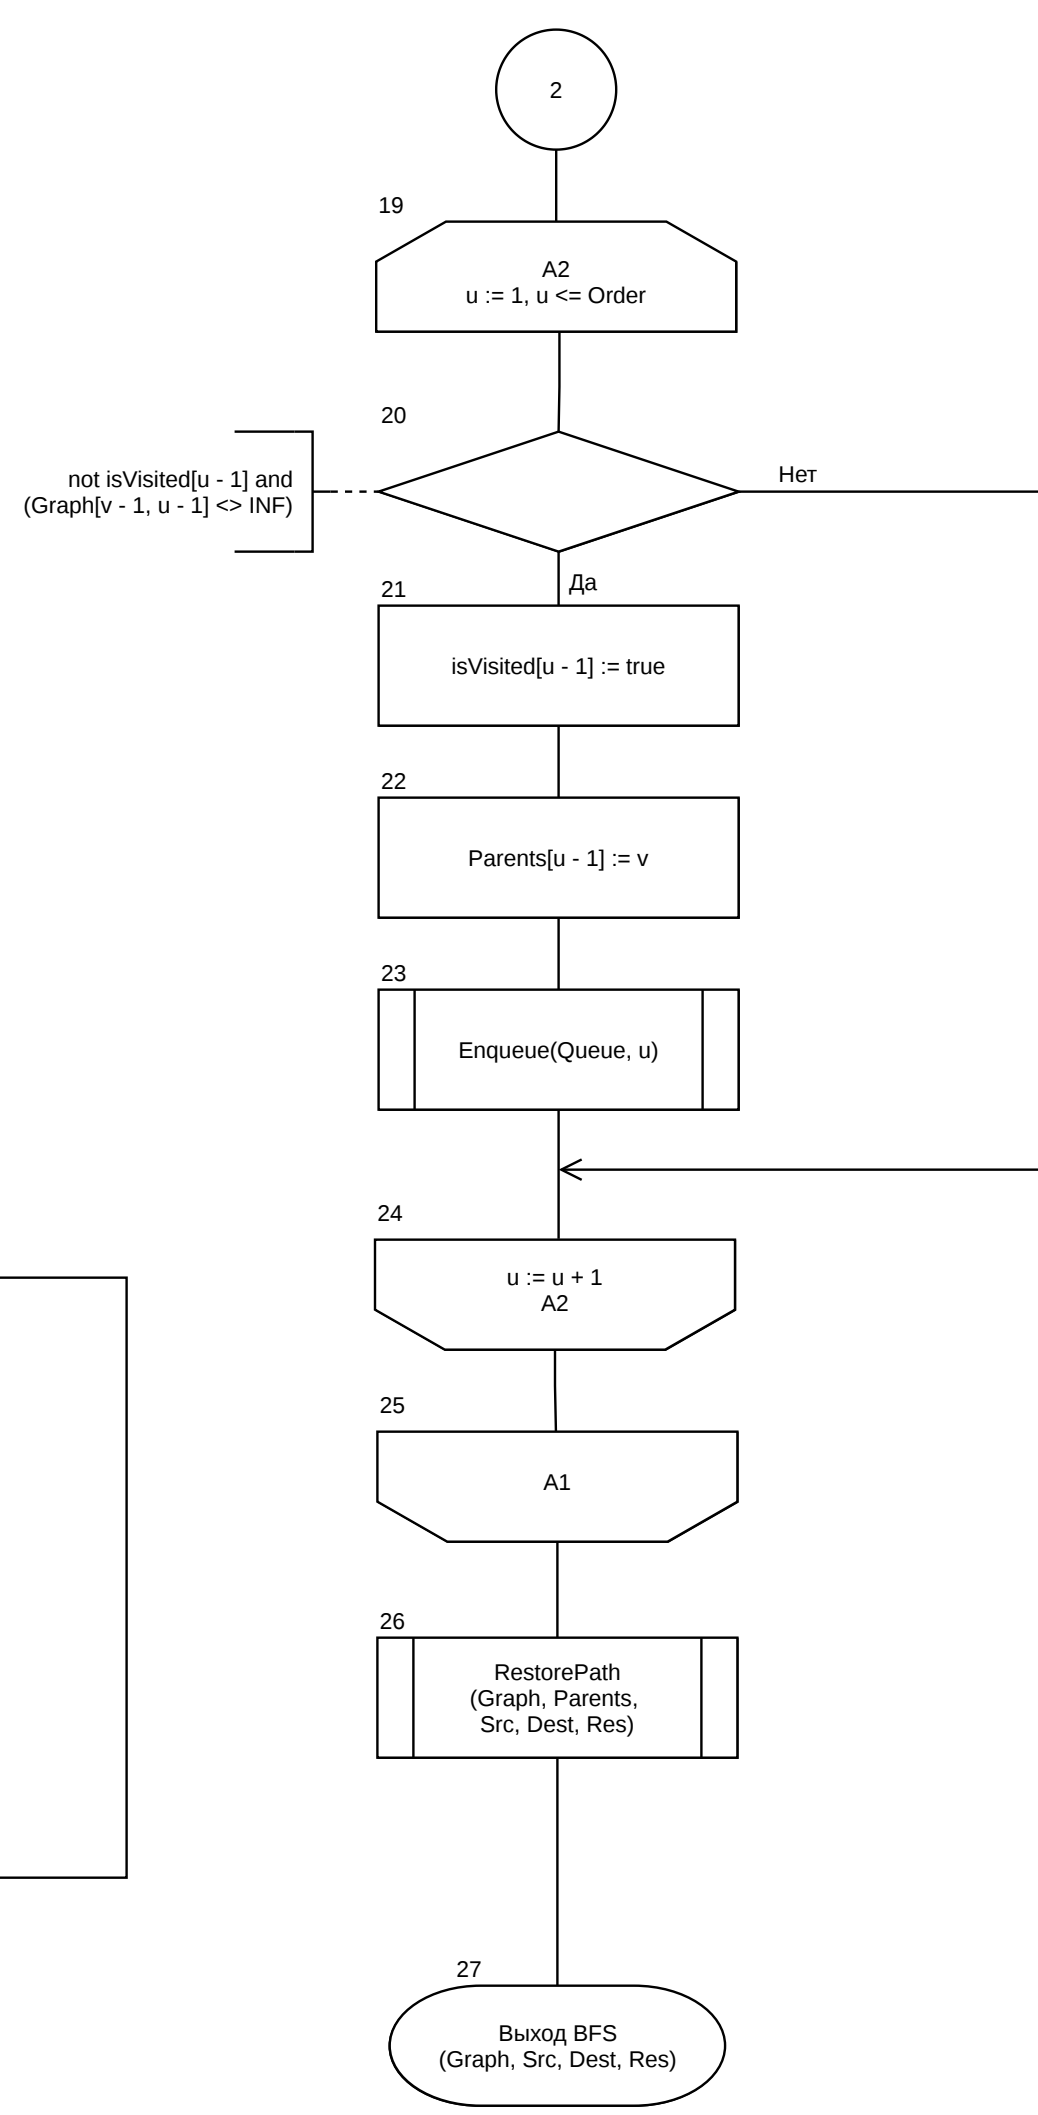 2
19
A2
u := 1, u <= Order
20
not isVisited[u - 1] and
(Graph[v - 1, u - 1] <> INF)
Нет
Да
21
isVisited[u - 1] := true
22
Parents[u - 1] := v
23
Enqueue(Queue, u)
24
u := u + 1
A2
25
A1
26
RestorePath
(Graph, Parents,
Src, Dest, Res)
27
Выход BFS
(Graph, Src, Dest, Res)